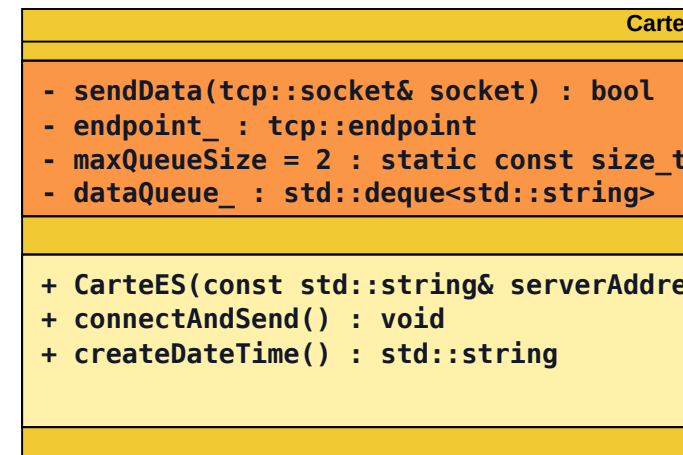 Carte
- sendData(tcp::socket& socket) : bool
- endpoint_ : tcp::endpoint
- maxQueueSize = 2 : static const size_t
- dataQueue_ : std::deque<std::string>
+ CarteES(const std::string& serverAddre
+ connectAndSend() : void
+ createDateTime() : std::string